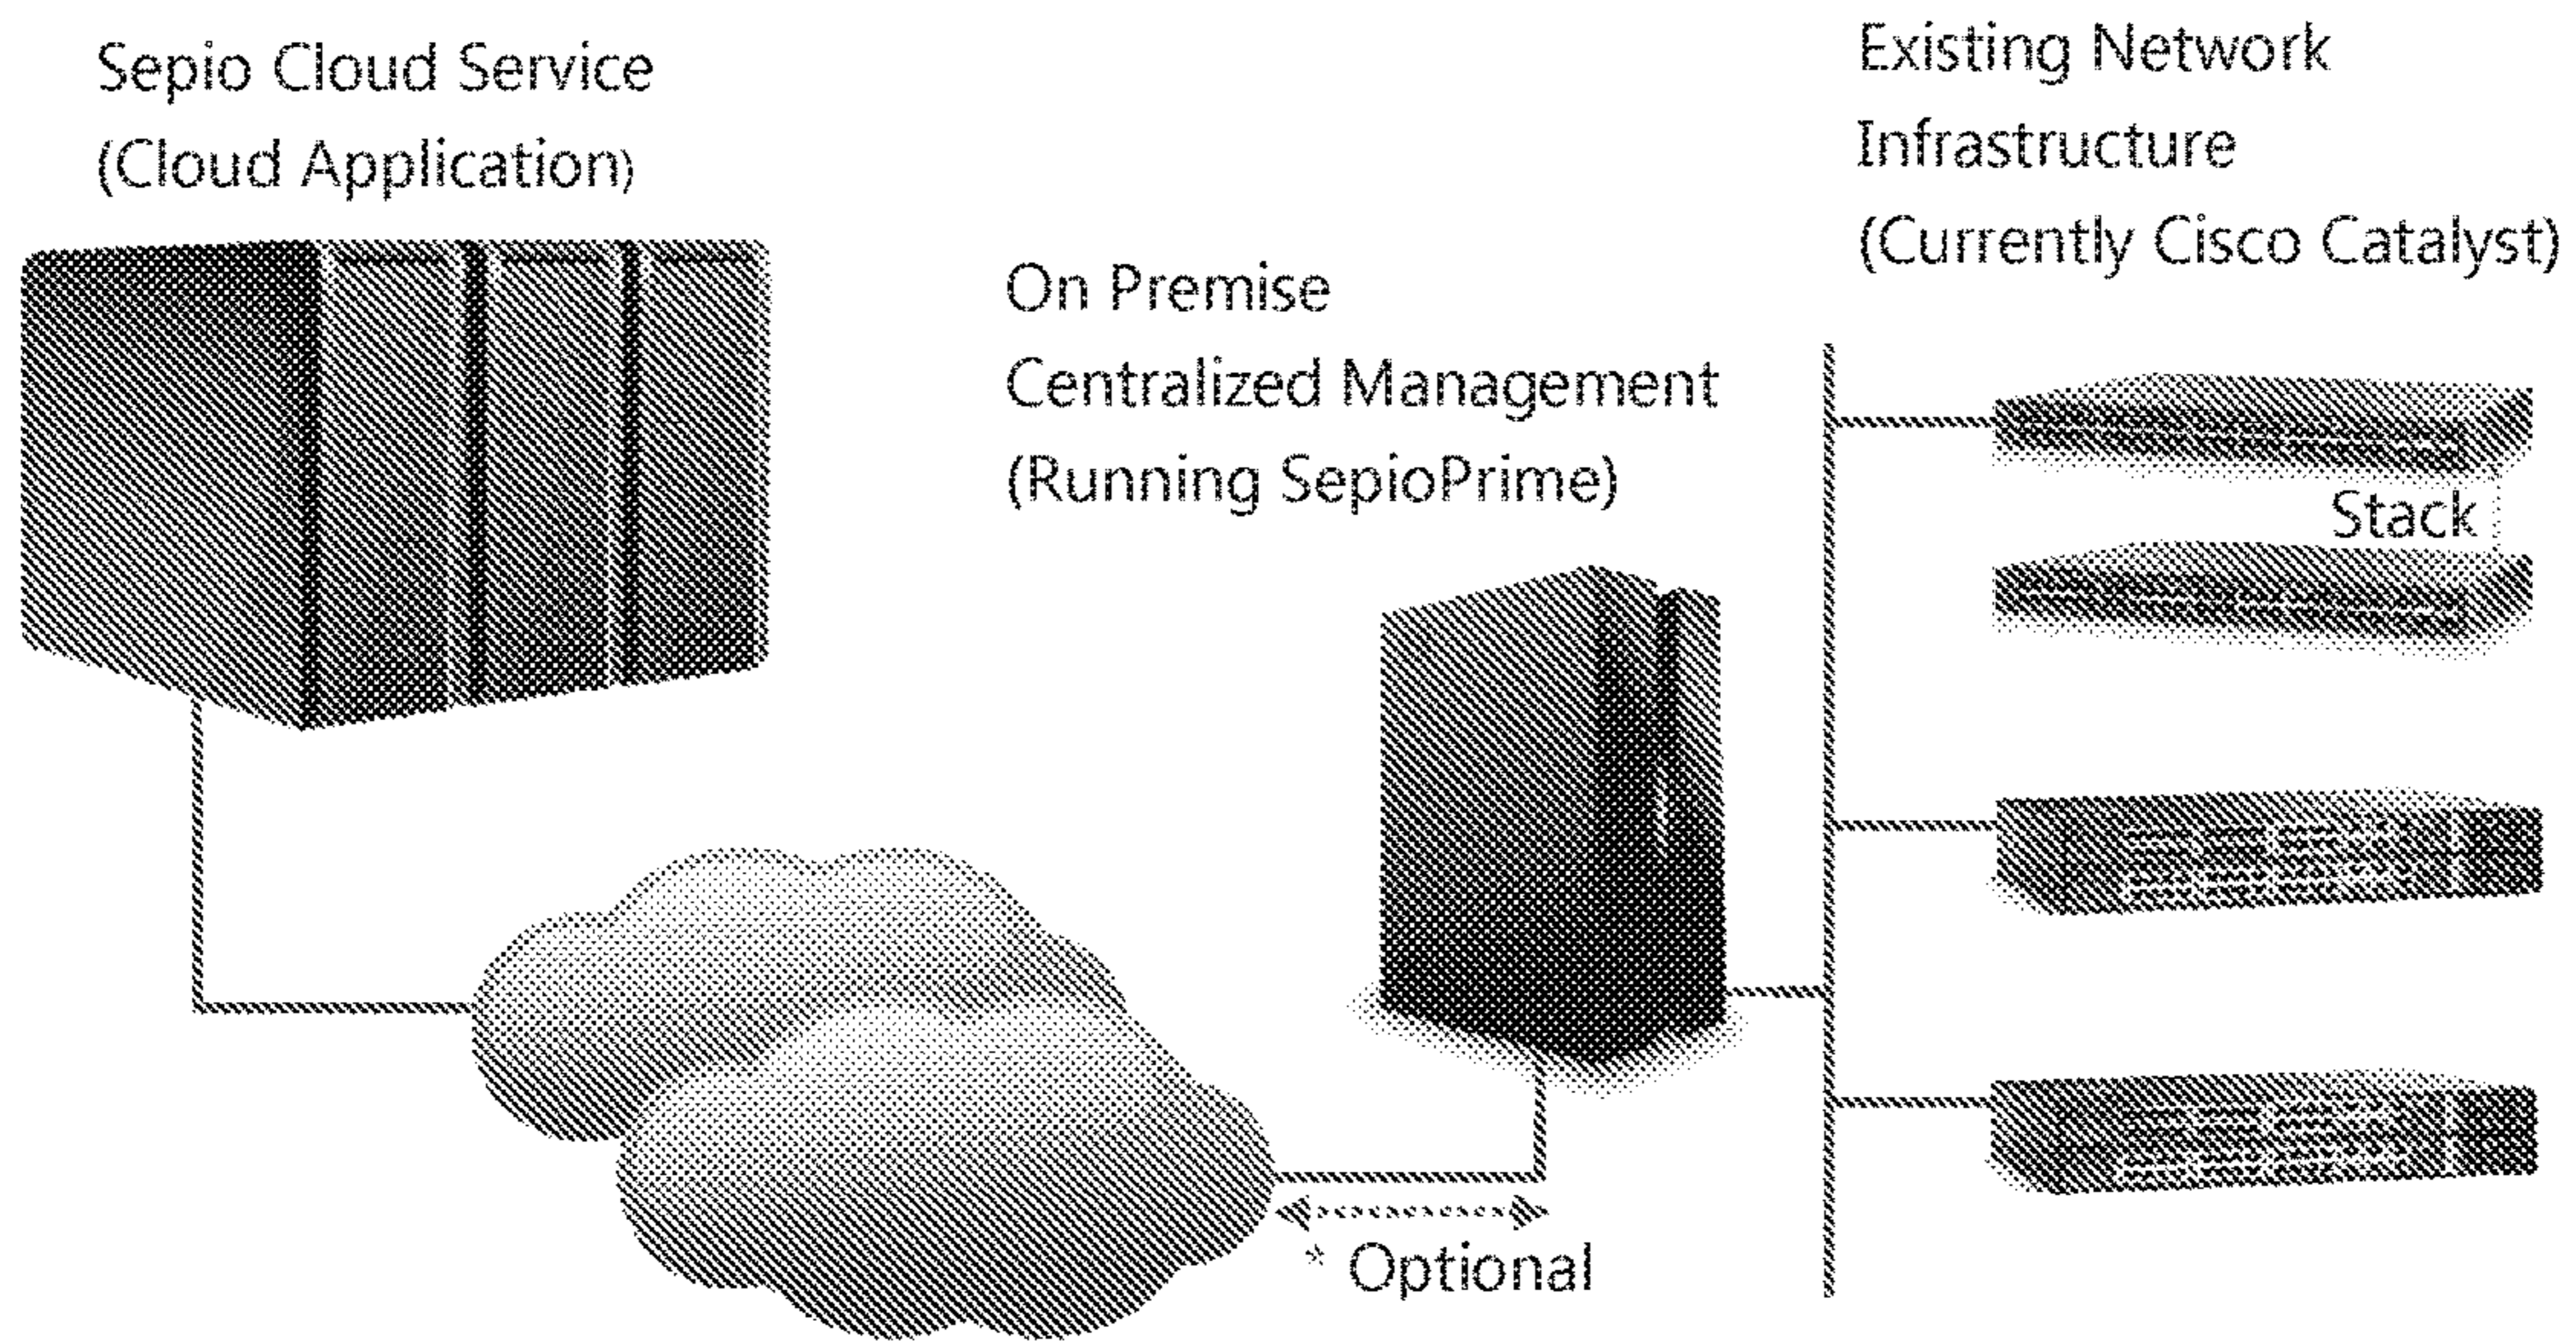 Sepio Cloud Service
(Cloud Application)
On Premise
Centralized Management
(Running SepioPrime)
Existing Network
Infrastructure
(Currently Cisco Catalyst)
Stack
* Optional